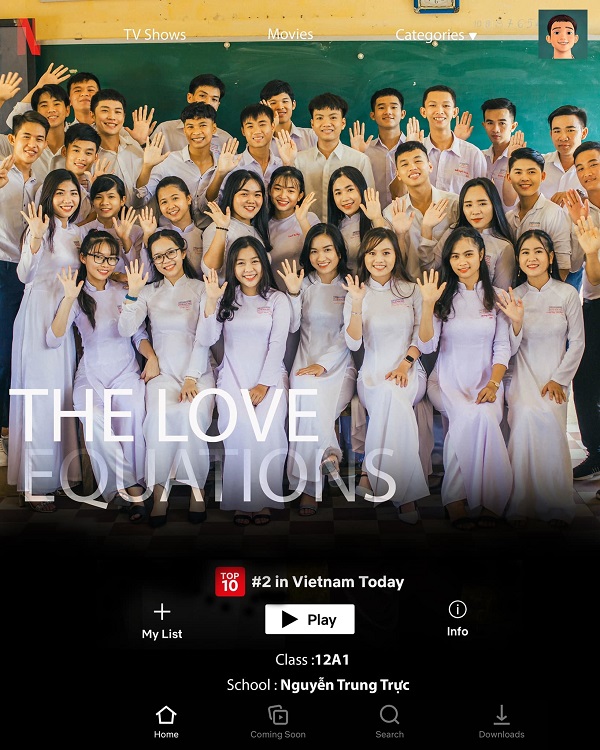 N
TV Shows Movies Categories ▾
THE LOVE
EQUATIONS
TOP 10 #2 in Vietnam Today
My List Play Info
Class :12A1
School : Nguyễn Trung Trực
Home Coming Soon Search Downloads